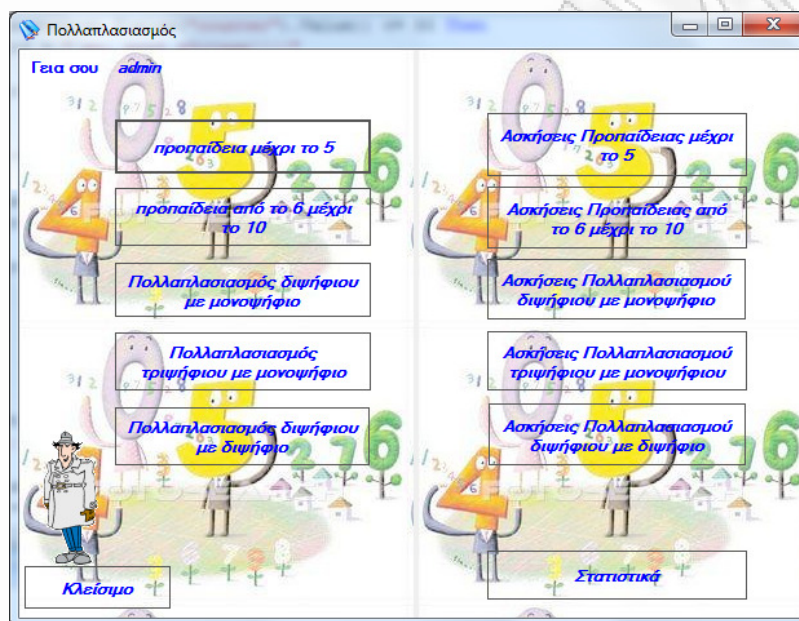 Πολλαπλασιασμός
Γεια σου admin
προπαίδεια μέχρι το 5
προπαίδεια από το 6 μέχρι
το 10
Πολλαπλασιασμός διψήφιου
με μονοψήφιο
Πολλαπλασιασμός
τριψήφιου με μονοψήφιο
Πολλαπλασιασμός διψήφιου
με διψήφιο
Κλείσιμο
Ασκήσεις Προπαίδειας μέχρι
το 5
Ασκήσεις Προπαίδειας από
το 6 μέχρι το 10
Ασκήσεις Πολλαπλασιασμού
διψήφιου με μονοψήφιο
Ασκήσεις Πολλαπλασιασμού
τριψήφιου με μονοψήφιου
Ασκήσεις Πολλαπλασιασμού
διψήφιου με διψήφιο
Στατιστικά